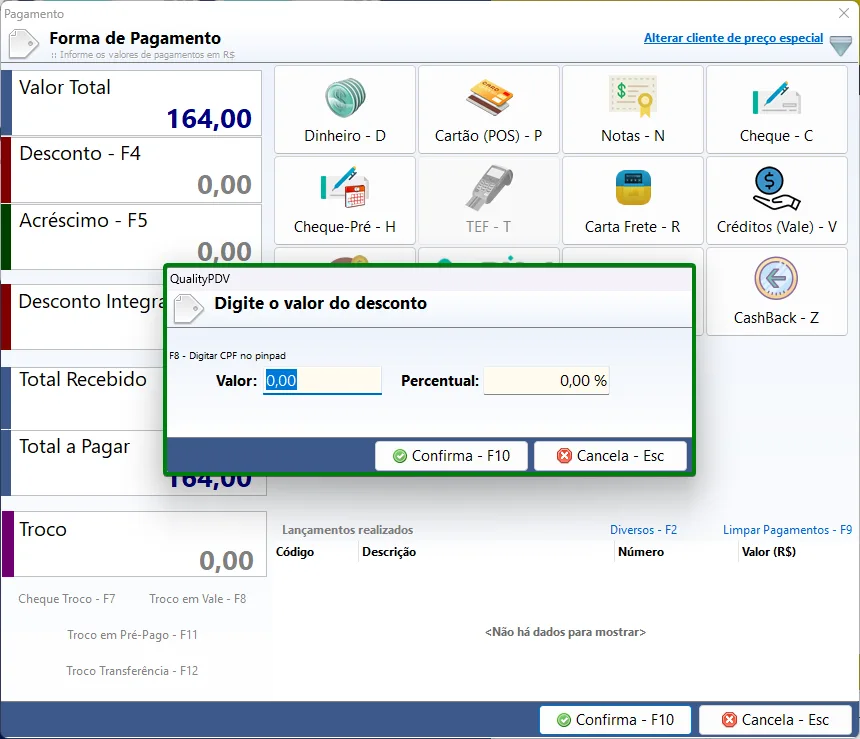 Pagamento
Forma de Pagamento
:: Informe os valores de pagamentos em R$
Alterar cliente de preço especial
Valor Total
164,00
Desconto - F4
0,00
Acréscimo - F5
0,00
Desconto Integra
Total Recebido
Total a Pagar
164,00
Troco
0,00
Cheque Troco - F7
Troco em Vale - F8
Troco em Pré-Pago - F11
Troco Transferência - F12
Dinheiro - D
Cartão (POS) - P
Notas - N
Cheque - C
Cheque-Pré - H
TEF - T
Carta Frete - R
Créditos (Vale) - V
CashBack - Z
QualityPDV
Digite o valor do desconto
F8 - Digitar CPF no pinpad
Valor: 0,00
Percentual: 0,00 %
Confirma - F10
Cancela - Esc
Lançamentos realizados
Diversos - F2
Limpar Pagamentos - F9
Código
Descrição
Número
Valor (R$)
<Não há dados para mostrar>
Confirma - F10
Cancela - Esc